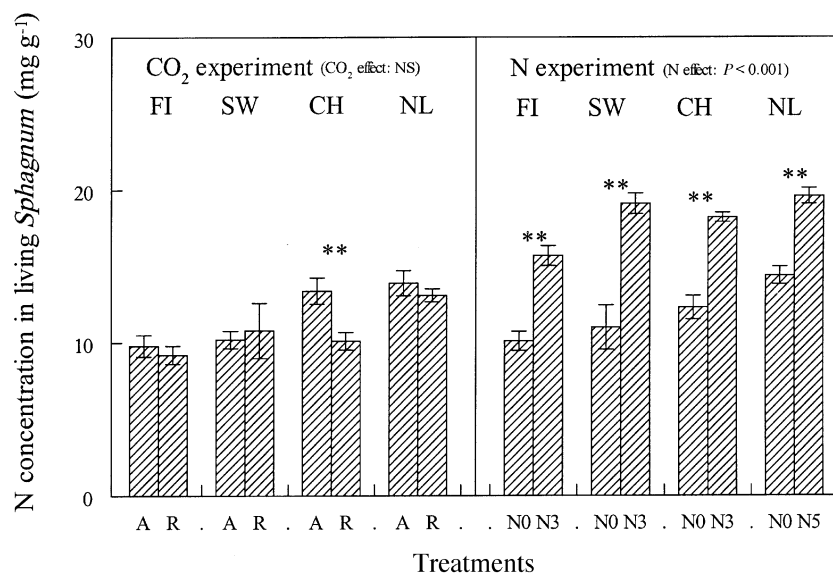 N concentration in living Sphagnum (mg g⁻¹)
30
20
10
0
CO₂ experiment (CO₂ effect: NS)
FI SW CH NL
**
N experiment (N effect: P < 0.001)
FI SW CH NL
** ** ** **
A R . A R . A R . A R . . N0 N3 . N0 N3 . N0 N3 . N0 N5
Treatments